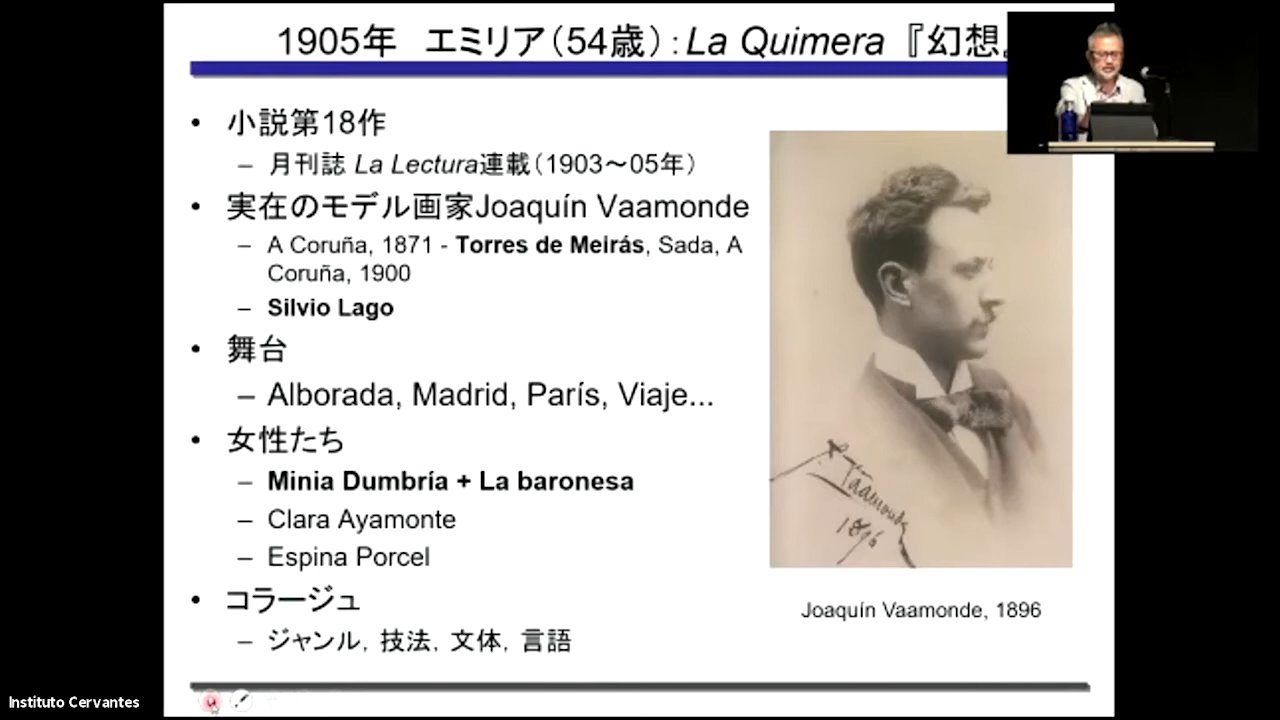 1905年　エミリア（54歳）：La Quimera『幻想』
• 小説第18作
– 月刊誌 La Lectura連載（1903～05年）
• 実在のモデル画家Joaquín Vaamonde
– A Coruña, 1871 - Torres de Meirás, Sada, A
Coruña, 1900
– Silvio Lago
• 舞台
– Alborada, Madrid, París, Viaje...
• 女性たち
– Minia Dumbría + La baronesa
– Clara Ayamonte
– Espina Porcel
• コラージュ
– ジャンル，技法，文体，言語
J. Vaamonde
1896
Joaquín Vaamonde, 1896
Instituto Cervantes